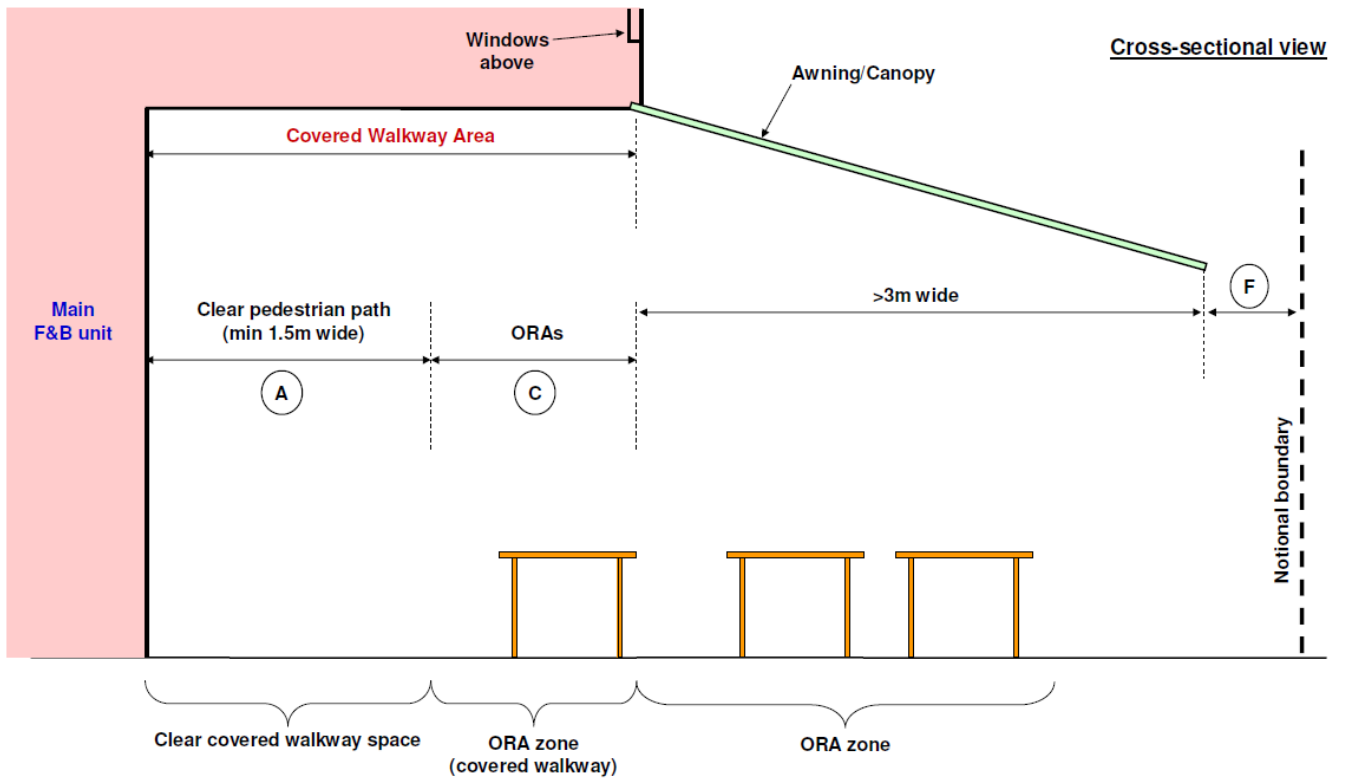 Windows
above
Cross-sectional view
Awning/Canopy
Covered Walkway Area
Main
F&B unit
Clear pedestrian path
(min 1.5m wide)
ORAs
>3m wide
F
A
C
Notional boundary
Clear covered walkway space
ORA zone
(covered walkway)
ORA zone